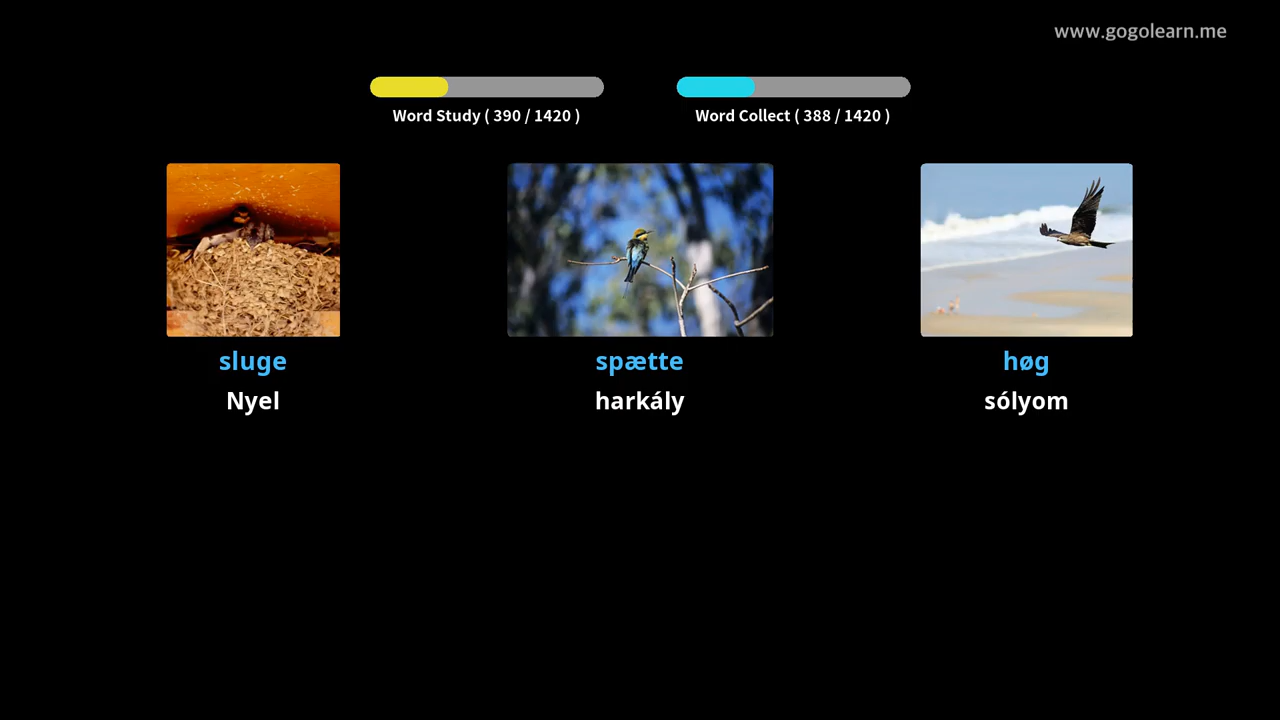 www.gogolearn.me
Word Study ( 390 / 1420 )
Word Collect ( 388 / 1420 )
sluge
spætte
høg
Nyel
harkály
sólyom